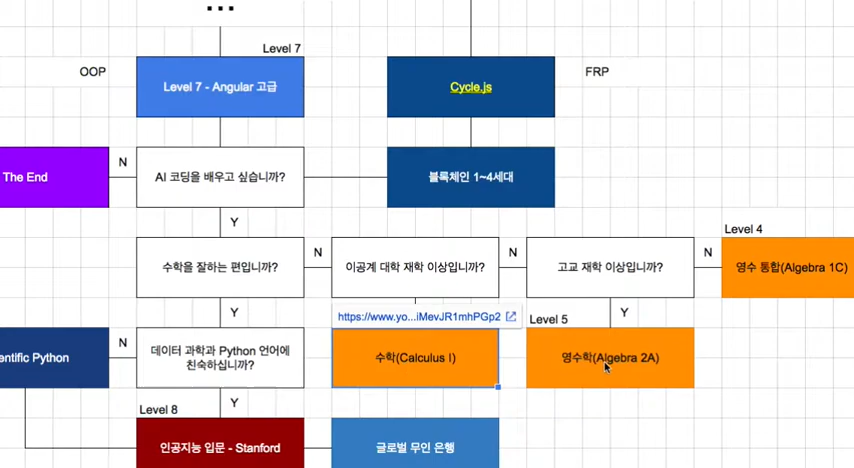 ...
Level 7
OOP
Level 7 - Angular 고급
Cycle.js
FRP
The End
N
AI 코딩을 배우고 싶습니까?
블록체인 1~4세대
Y
Level 4
수학을 잘하는 편입니까?
N
이공계 대학 재학 이상입니까?
N
고교 재학 이상입니까?
N
영수 통합(Algebra 1C)
Y
https://www.yo...iMevJR1mhPGp2
Level 5
Y
entific Python
N
데이터 과학과 Python 언어에
친숙하십니까?
수학(Calculus I)
영수학(Algebra 2A)
Y
Level 8
인공지능 입문 - Stanford
글로벌 무인 은행